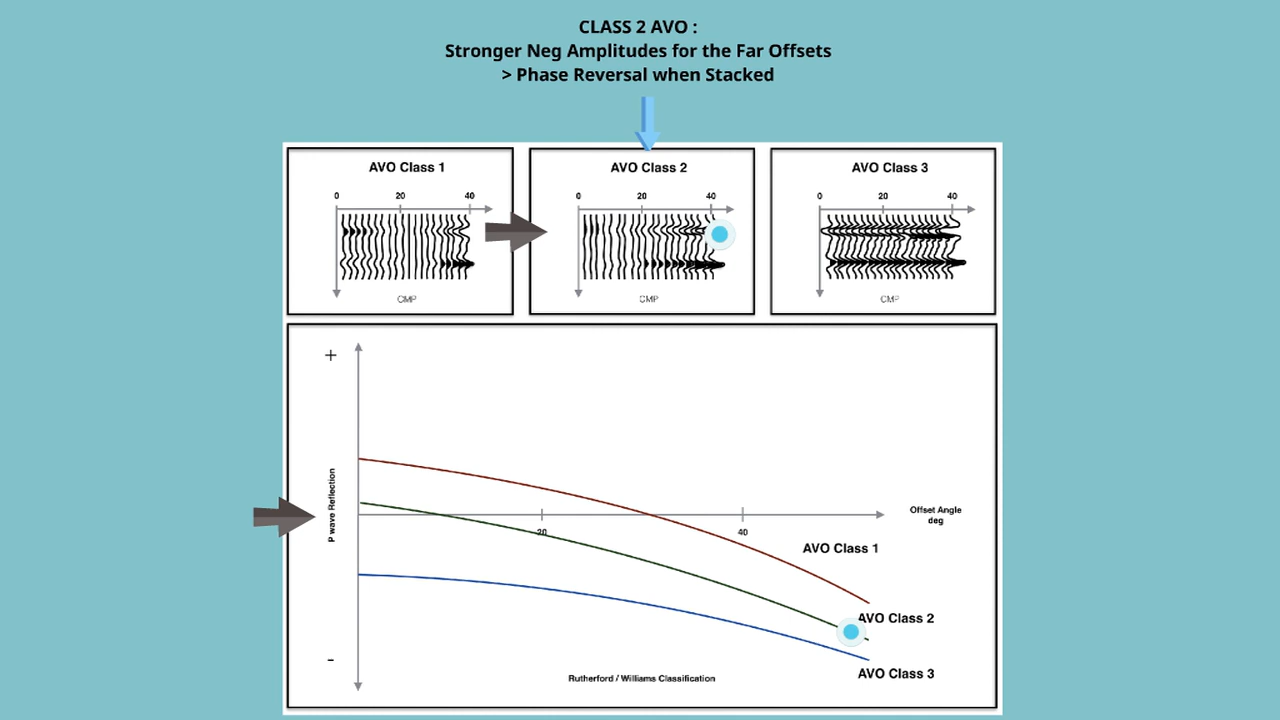 CLASS 2 AVO :
Stronger Neg Amplitudes for the Far Offsets
> Phase Reversal when Stacked
AVO Class 1
0 20 40
CMP
AVO Class 2
0 20 40
CMP
AVO Class 3
0 20 40
CMP
+
P wave Reflection
-
20
40
Offset Angle
deg
AVO Class 1
AVO Class 2
AVO Class 3
Rutherford / Williams Classification